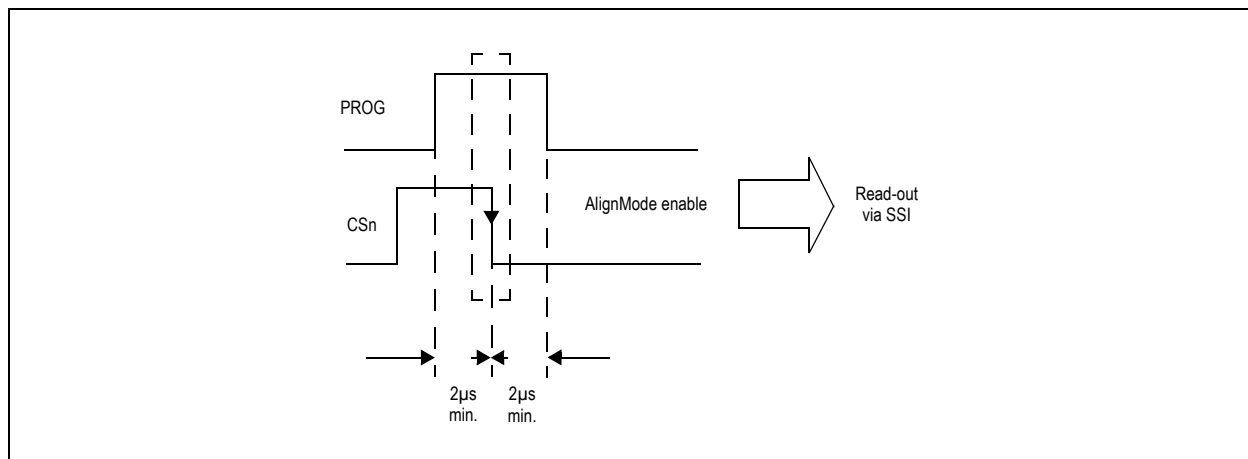 PROG
CSn
AlignMode enable
Read-out
via SSI
2µs
min.
2µs
min.